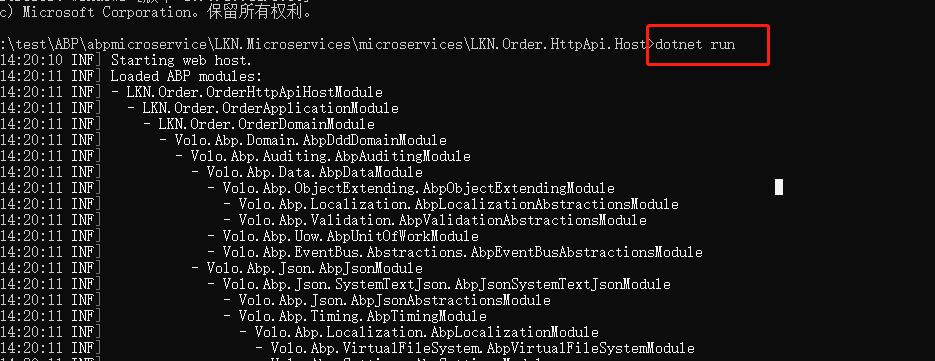 c) Microsoft Corporation。保留所有权利。
:\test\ABP\abpmicroservice\LKN.Microservices\microservices\LKN.Order.HttpApi.Host>dotnet run
14:20:10 INF] Starting web host.
14:20:11 INF] Loaded ABP modules:
14:20:11 INF] - LKN.Order.OrderHttpApiHostModule
14:20:11 INF]   - LKN.Order.OrderApplicationModule
14:20:11 INF]     - LKN.Order.OrderDomainModule
14:20:11 INF]       - Volo.Abp.Domain.AbpDddDomainModule
14:20:11 INF]         - Volo.Abp.Auditing.AbpAuditingModule
14:20:11 INF]           - Volo.Abp.Data.AbpDataModule
14:20:11 INF]             - Volo.Abp.ObjectExtending.AbpObjectExtendingModule
14:20:11 INF]               - Volo.Abp.Localization.AbpLocalizationAbstractionsModule
14:20:11 INF]               - Volo.Abp.Validation.AbpValidationAbstractionsModule
14:20:11 INF]             - Volo.Abp.Uow.AbpUnitOfWorkModule
14:20:11 INF]             - Volo.Abp.EventBus.Abstractions.AbpEventBusAbstractionsModule
14:20:11 INF]           - Volo.Abp.Json.AbpJsonModule
14:20:11 INF]             - Volo.Abp.Json.SystemTextJson.AbpJsonSystemTextJsonModule
14:20:11 INF]               - Volo.Abp.Json.AbpJsonAbstractionsModule
14:20:11 INF]               - Volo.Abp.Timing.AbpTimingModule
14:20:11 INF]                 - Volo.Abp.Localization.AbpLocalizationModule
14:20:11 INF]                   - Volo.Abp.VirtualFileSystem.AbpVirtualFileSystemModule